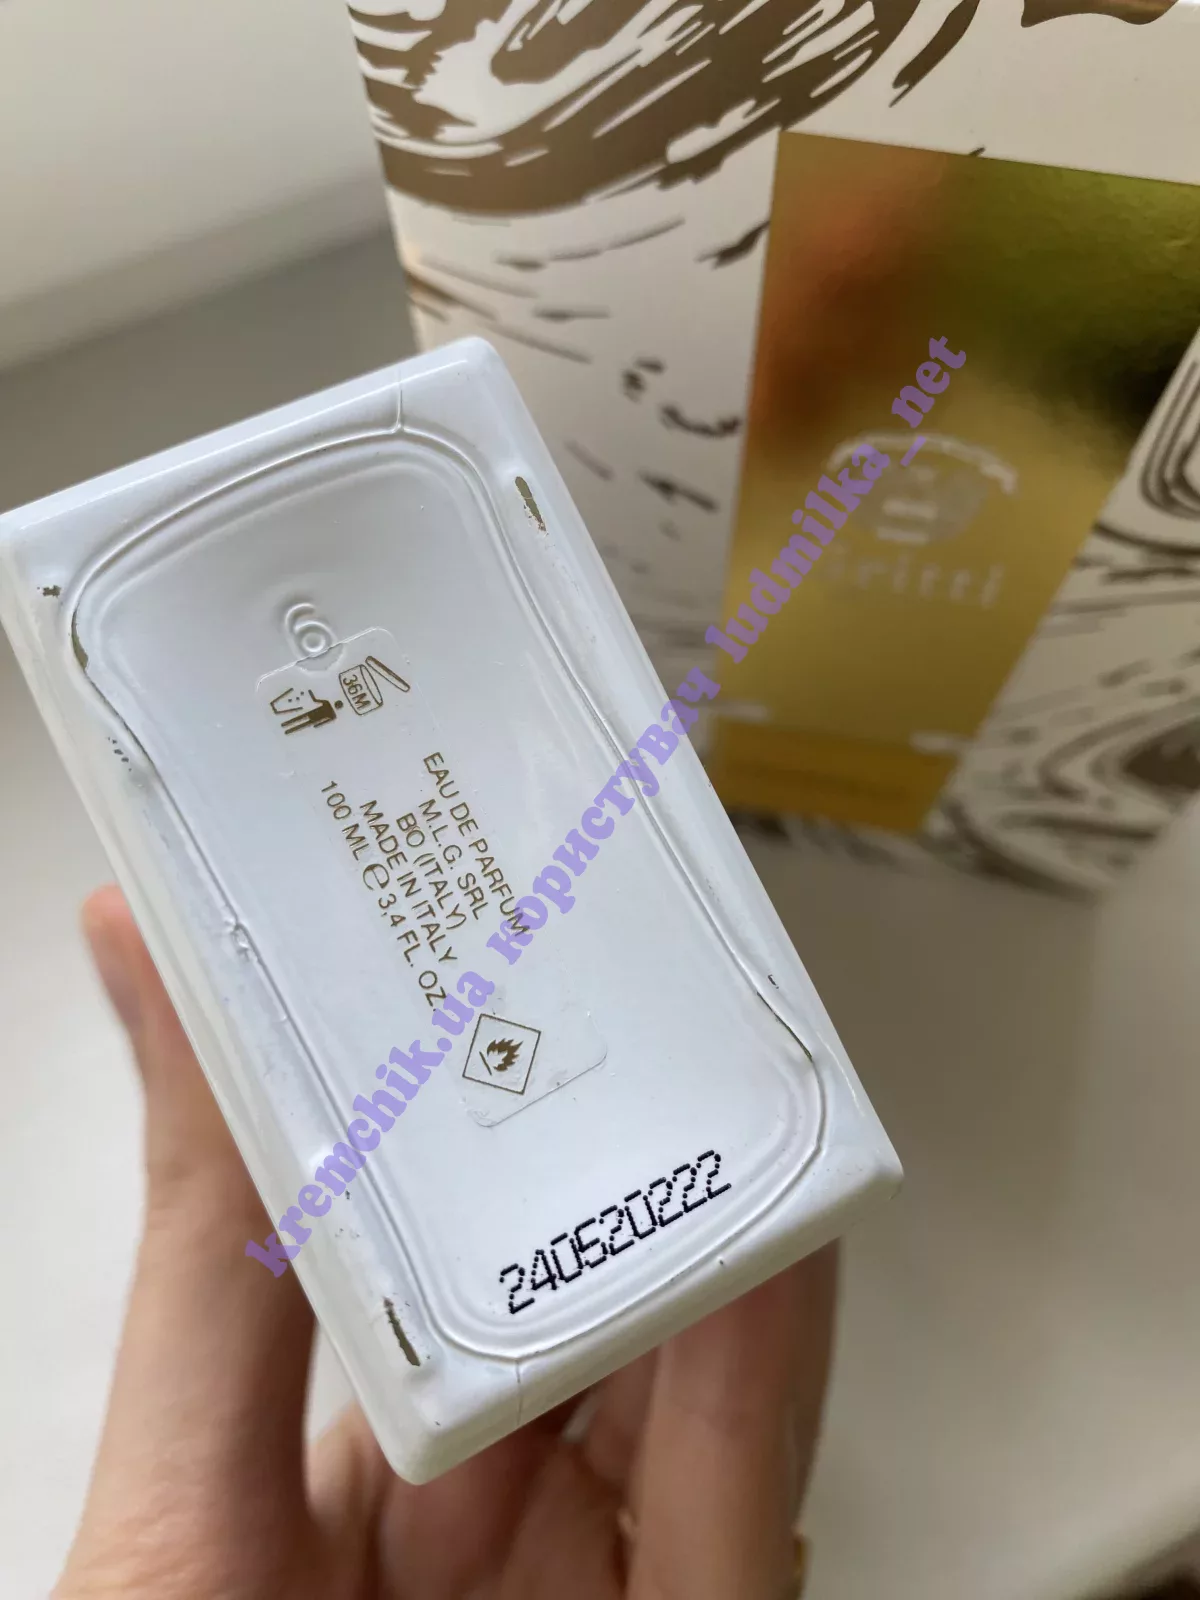 6
36M
EAU DE PARFUM
M.L.G. SRL
BO (ITALY)
MADE IN ITALY
100 ML ℮ 3,4 FL. OZ.
240520222
kremchik.ua користувач ludmilka_net